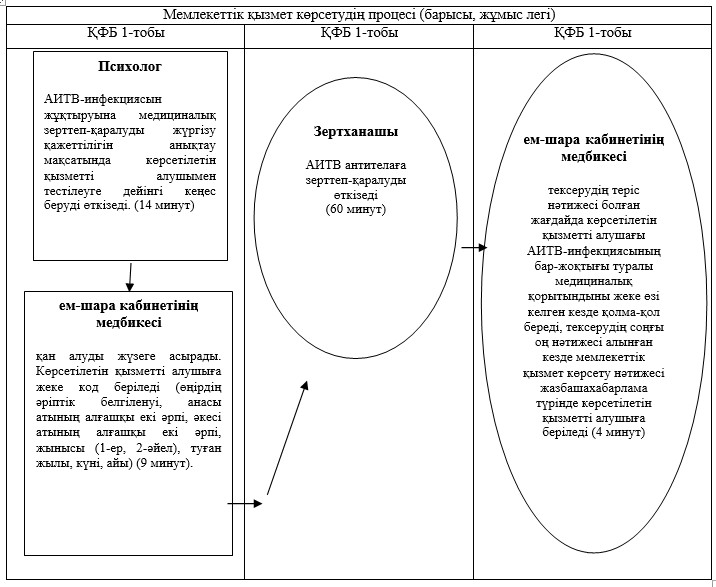 Мемлекеттік қызмет көрсетудің процесі (барысы, жұмыс легі)
ҚФБ 1-тобы
ҚФБ 1-тобы
ҚФБ 1-тобы
Психолог
АИТВ-инфекциясын
жұқтыруына медициналық
зерттеп-қаралуды жүргізу
қажеттілігін анықтау
мақсатында көрсетілетін
қызметті алушымен
тестілеуге дейінгі кеңес
беруді өткізеді. (14 минут)
ем-шара кабинетінің
медбикесі
қан алуды жүзеге асырады.
Көрсетілетін қызметті алушыға
жеке код беріледі (өңірдің
әріптік белгіленуі, анасы
атының алғашқы екі әрпі, әкесі
атының алғашқы екі әрпі,
жынысы (1-ер, 2-әйел), туған
жылы, күні, айы) (9 минут).
Зертханашы
АИТВ антителаға
зерттеп-қаралуды
өткізеді
(60 минут)
ем-шара кабинетінің
медбикесі
тексерудің теріс
нәтижесі болған
жағдайда көрсетілетін
қызметті алушағы
АИТВ-инфекциясының
бар-жоқтығы туралы
медициналық
қорытындыны жеке өзі
келген кезде қолма-қол
береді, тексерудің соңғы
оң нәтижесі алынған
кезде мемлекеттік
қызмет көрсету нәтижесі
жазбашахабарлама
түрінде көрсетілетін
қызметті алушыға
беріледі (4 минут)